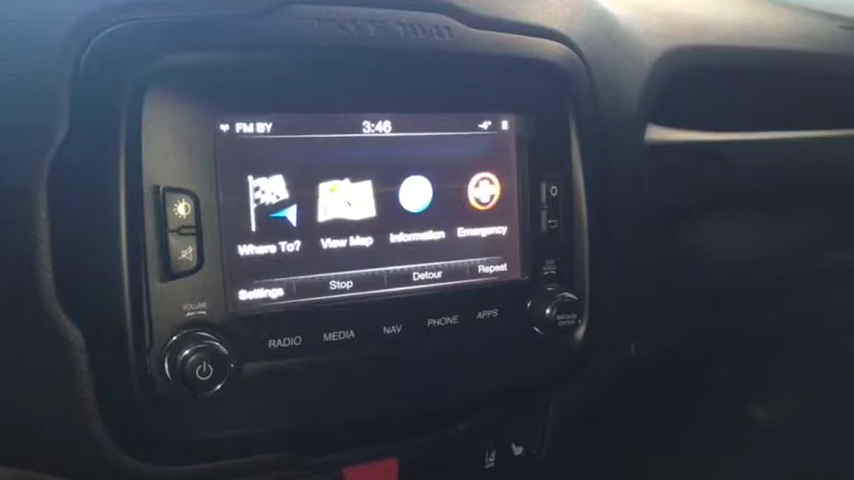 FM BY 3:46 -4°
Where To? View Map Information Emergency
Settings Stop Detour Repeat
VOLUME
RADIO MEDIA NAV PHONE APPS